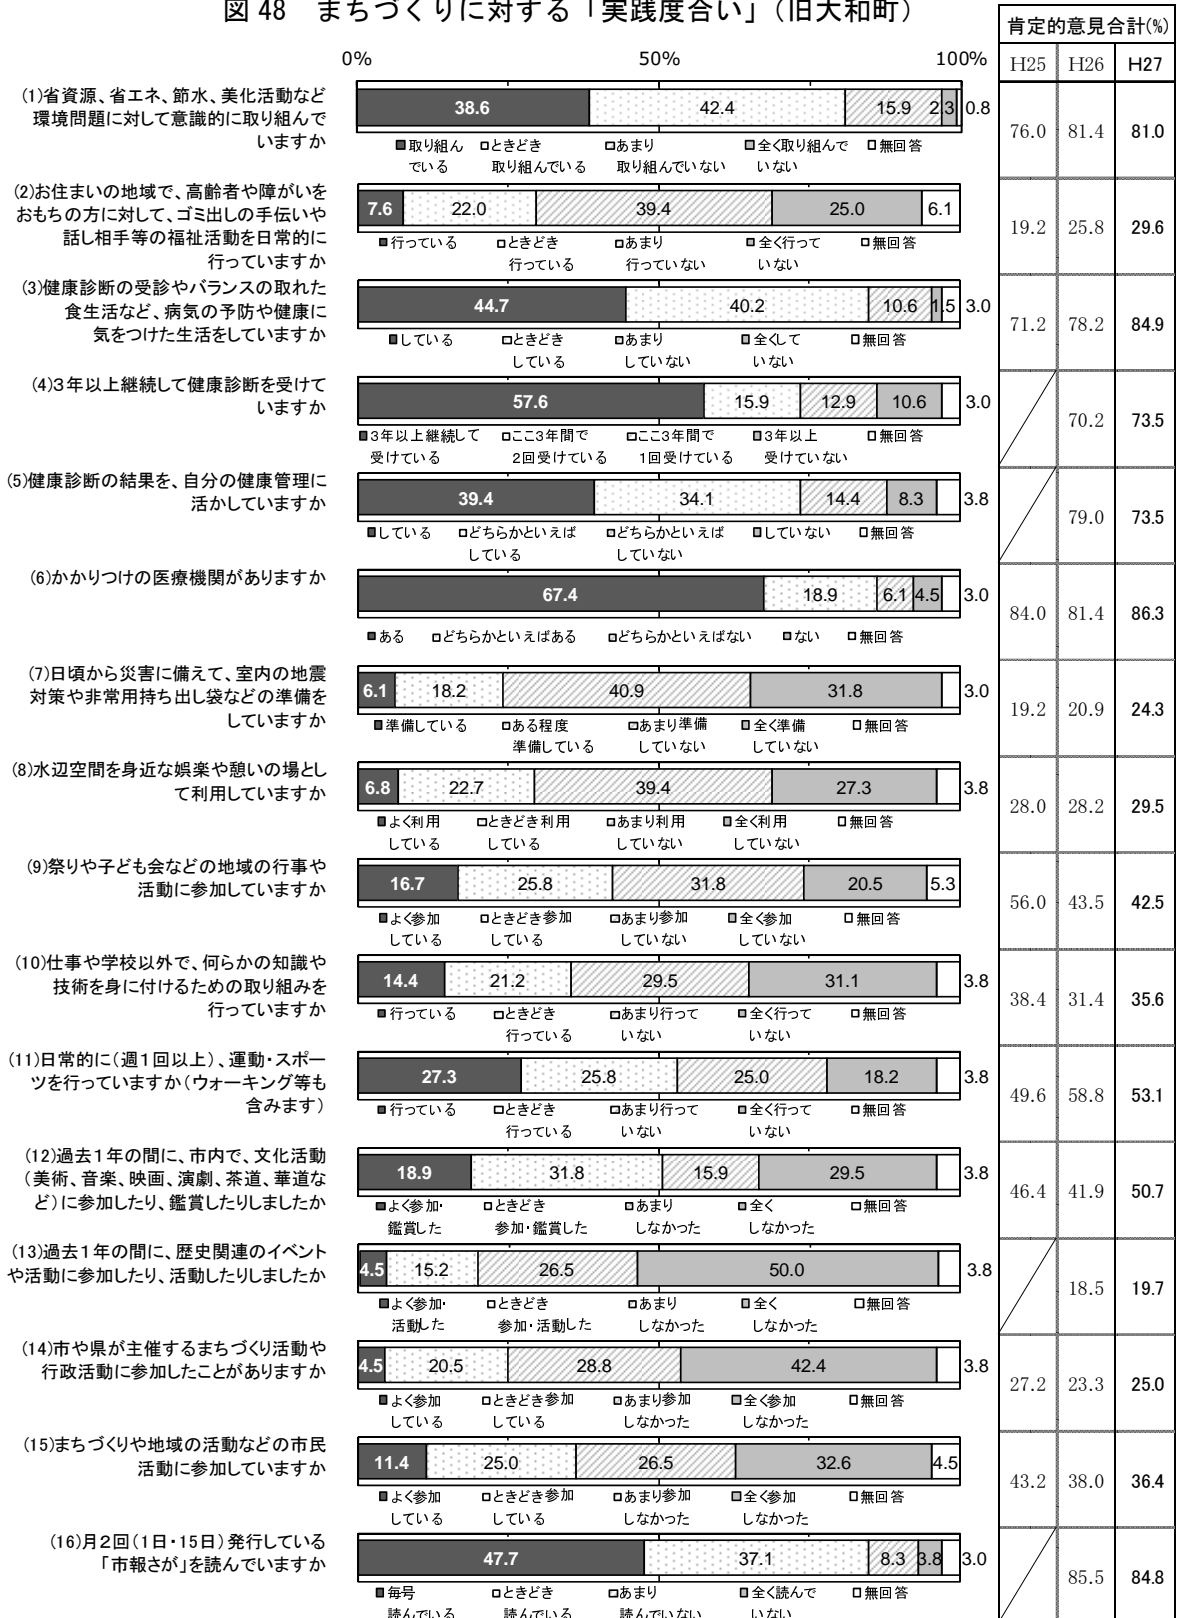 図 48　まちづくりに対する「実践度合い」（旧大和町）
肯定的意見合計(%)
0%　50%　100%
H25　H26　H27
(1)省資源、省エネ、節水、美化活動など
環境問題に対して意識的に取り組んで
いますか
38.6　42.4　15.9　2.3　0.8
76.0　81.4　81.0
■取り組ん　□ときどき　□あまり　■全く取り組んで　□無回答
でいる　取り組んでいる　取り組んでいない　いない
(2)お住まいの地域で、高齢者や障がいを
おもちの方に対して、ゴミ出しの手伝いや
話し相手等の福祉活動を日常的に
行っていますか
7.6　22.0　39.4　25.0　6.1
19.2　25.8　29.6
■行っている　□ときどき　□あまり　■全く行って　□無回答
行っている　行っていない　いない
(3)健康診断の受診やバランスの取れた
食生活など、病気の予防や健康に
気をつけた生活をしていますか
44.7　40.2　10.6　1.5　3.0
71.2　78.2　84.9
■している　□ときどき　□あまり　■全くして　□無回答
している　していない　いない
(4)３年以上継続して健康診断を受けて
いますか
57.6　15.9　12.9　10.6　3.0
70.2　73.5
■３年以上継続して　□ここ３年間で　□ここ３年間で　■３年以上　□無回答
受けている　２回受けている　１回受けている　受けていない
(5)健康診断の結果を、自分の健康管理に
活かしていますか
39.4　34.1　14.4　8.3　3.8
79.0　73.5
■している　□どちらかといえば　□どちらかといえば　■していない　□無回答
している　していない
(6)かかりつけの医療機関がありますか
67.4　18.9　6.1　4.5　3.0
84.0　81.4　86.3
■ある　□どちらかといえばある　□どちらかといえばない　■ない　□無回答
(7)日頃から災害に備えて、室内の地震
対策や非常用持ち出し袋などの準備を
していますか
6.1　18.2　40.9　31.8　3.0
19.2　20.9　24.3
■準備している　□ある程度　□あまり準備　■全く準備　□無回答
準備している　していない　していない
(8)水辺空間を身近な娯楽や憩いの場とし
て利用していますか
6.8　22.7　39.4　27.3　3.8
28.0　28.2　29.5
■よく利用　□ときどき利用　□あまり利用　■全く利用　□無回答
している　している　していない　していない
(9)祭りや子ども会などの地域の行事や
活動に参加していますか
16.7　25.8　31.8　20.5　5.3
56.0　43.5　42.5
■よく参加　□ときどき参加　□あまり参加　■全く参加　□無回答
している　している　していない　していない
(10)仕事や学校以外で、何らかの知識や
技術を身に付けるための取り組みを
行っていますか
14.4　21.2　29.5　31.1　3.8
38.4　31.4　35.6
■行っている　□ときどき　□あまり行って　■全く行って　□無回答
行っている　いない　いない
(11)日常的に（週１回以上）、運動・スポー
ツを行っていますか（ウォーキング等も
含みます）
27.3　25.8　25.0　18.2　3.8
49.6　58.8　53.1
■行っている　□ときどき　□あまり行って　■全く行って　□無回答
行っている　いない　いない
(12)過去１年の間に、市内で、文化活動
（美術、音楽、映画、演劇、茶道、華道な
ど）に参加したり、鑑賞したりしましたか
18.9　31.8　15.9　29.5　3.8
46.4　41.9　50.7
■よく参加・　□ときどき　□あまり　■全く　□無回答
鑑賞した　参加・鑑賞した　しなかった　しなかった
(13)過去１年の間に、歴史関連のイベント
や活動に参加したり、活動したりしましたか
4.5　15.2　26.5　50.0　3.8
18.5　19.7
■よく参加・　□ときどき　□あまり　■全く　□無回答
活動した　参加・活動した　しなかった　しなかった
(14)市や県が主催するまちづくり活動や
行政活動に参加したことがありますか
4.5　20.5　28.8　42.4　3.8
27.2　23.3　25.0
■よく参加　□ときどき参加　□あまり参加　■全く参加　□無回答
している　している　しなかった　しなかった
(15)まちづくりや地域の活動などの市民
活動に参加していますか
11.4　25.0　26.5　32.6　4.5
43.2　38.0　36.4
■よく参加　□ときどき参加　□あまり参加　■全く参加　□無回答
している　している　しなかった　しなかった
(16)月２回（１日・15日）発行している
「市報さが」を読んでいますか
47.7　37.1　8.3　3.8　3.0
85.5　84.8
■毎号　□ときどき　□あまり　■全く読んで　□無回答
読んでいる　読んでいる　読んでいない　いない